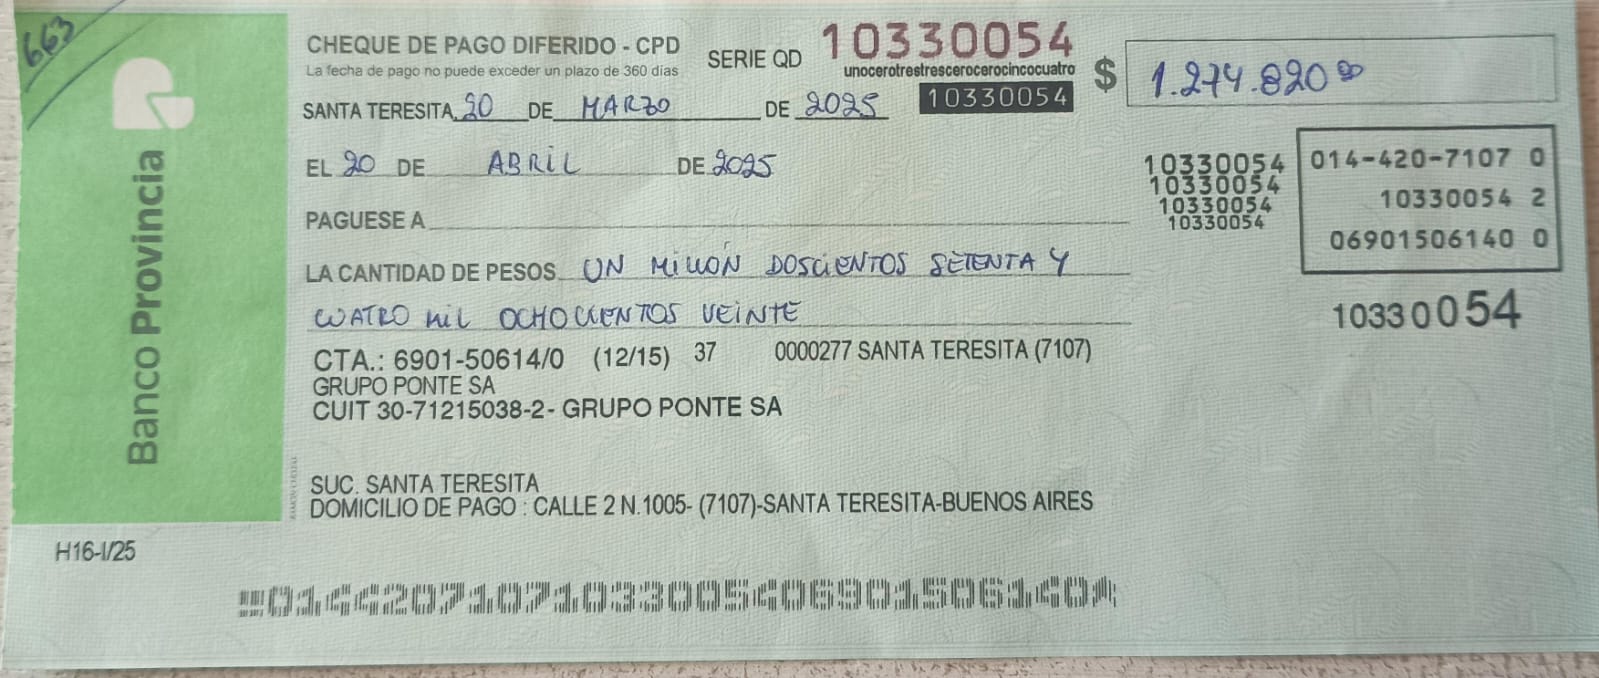 663
Banco Provincia
CHEQUE DE PAGO DIFERIDO - CPD
La fecha de pago no puede exceder un plazo de 360 días
SERIE QD 10330054
unocerotrestrescerocerocincocuatro
10330054
$ 1.274.820 00
SANTA TERESITA, 20 DE MARZO DE 2025
EL 20 DE ABRIL DE 2025
PAGUESE A
10330054
10330054
10330054
10330054
014-420-7107 0
10330054 2
06901506140 0
LA CANTIDAD DE PESOS UN MILLÓN DOSCIENTOS SETENTA Y
CUATRO MIL OCHOCIENTOS VEINTE
10330054
CTA.: 6901-50614/0 (12/15) 37 0000277 SANTA TERESITA (7107)
GRUPO PONTE SA
CUIT 30-71215038-2- GRUPO PONTE SA
SUC. SANTA TERESITA
DOMICILIO DE PAGO : CALLE 2 N.1005- (7107)-SANTA TERESITA-BUENOS AIRES
H16-I/25
01442071071033005406901506140